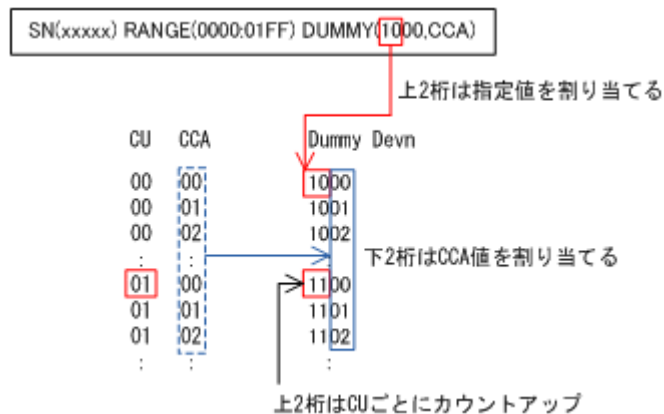 SN(xxxxx) RANGE(0000:01FF) DUMMY(1000,CCA)
上2桁は指定値を割り当てる
CU CCA Dummy Devn
00 00 1000
00 01 1001
00 02 1002
: : :
下2桁はCCA値を割り当てる
01 00 1100
01 01 1101
01 02 1102
: : :
上2桁はCUごとにカウントアップ